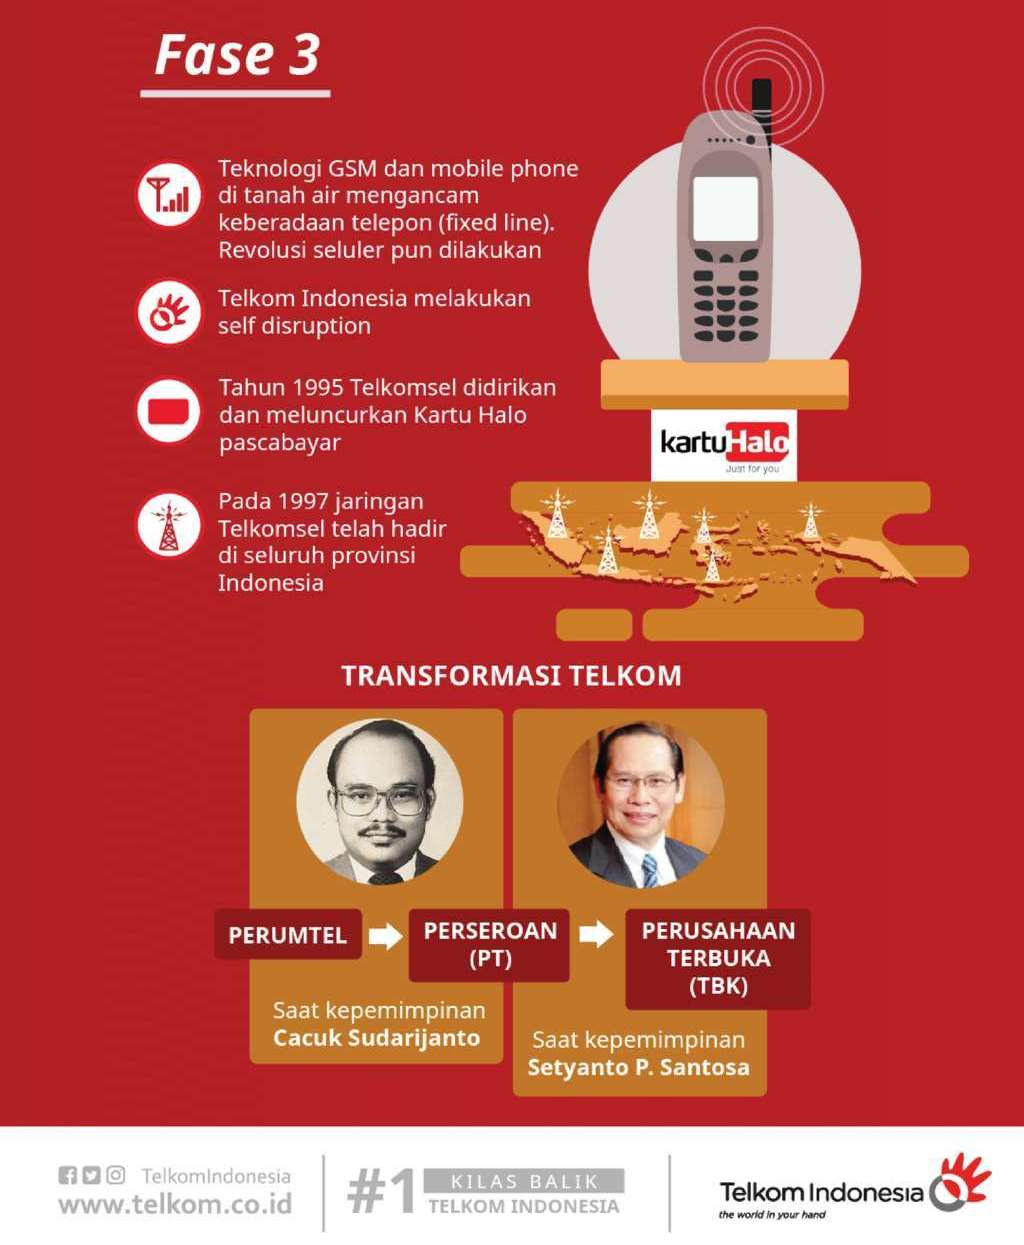 Fase 3
Teknologi GSM dan mobile phone
di tanah air mengancam
keberadaan telepon (fixed line).
Revolusi seluler pun dilakukan
Telkom Indonesia melakukan
self disruption
Tahun 1995 Telkomsel didirikan
dan meluncurkan Kartu Halo
pascabayar
Pada 1997 jaringan
Telkomsel telah hadir
di seluruh provinsi
Indonesia
kartuHalo
Just for you
TRANSFORMASI TELKOM
PERUMTEL
PERSEROAN
(PT)
PERUSAHAAN
TERBUKA
(TBK)
Saat kepemimpinan
Cacuk Sudarijanto
Saat kepemimpinan
Setyanto P. Santosa
TelkomIndonesia
www.telkom.co.id
#1
KILAS BALIK
TELKOM INDONESIA
Telkom Indonesia
the world in your hand